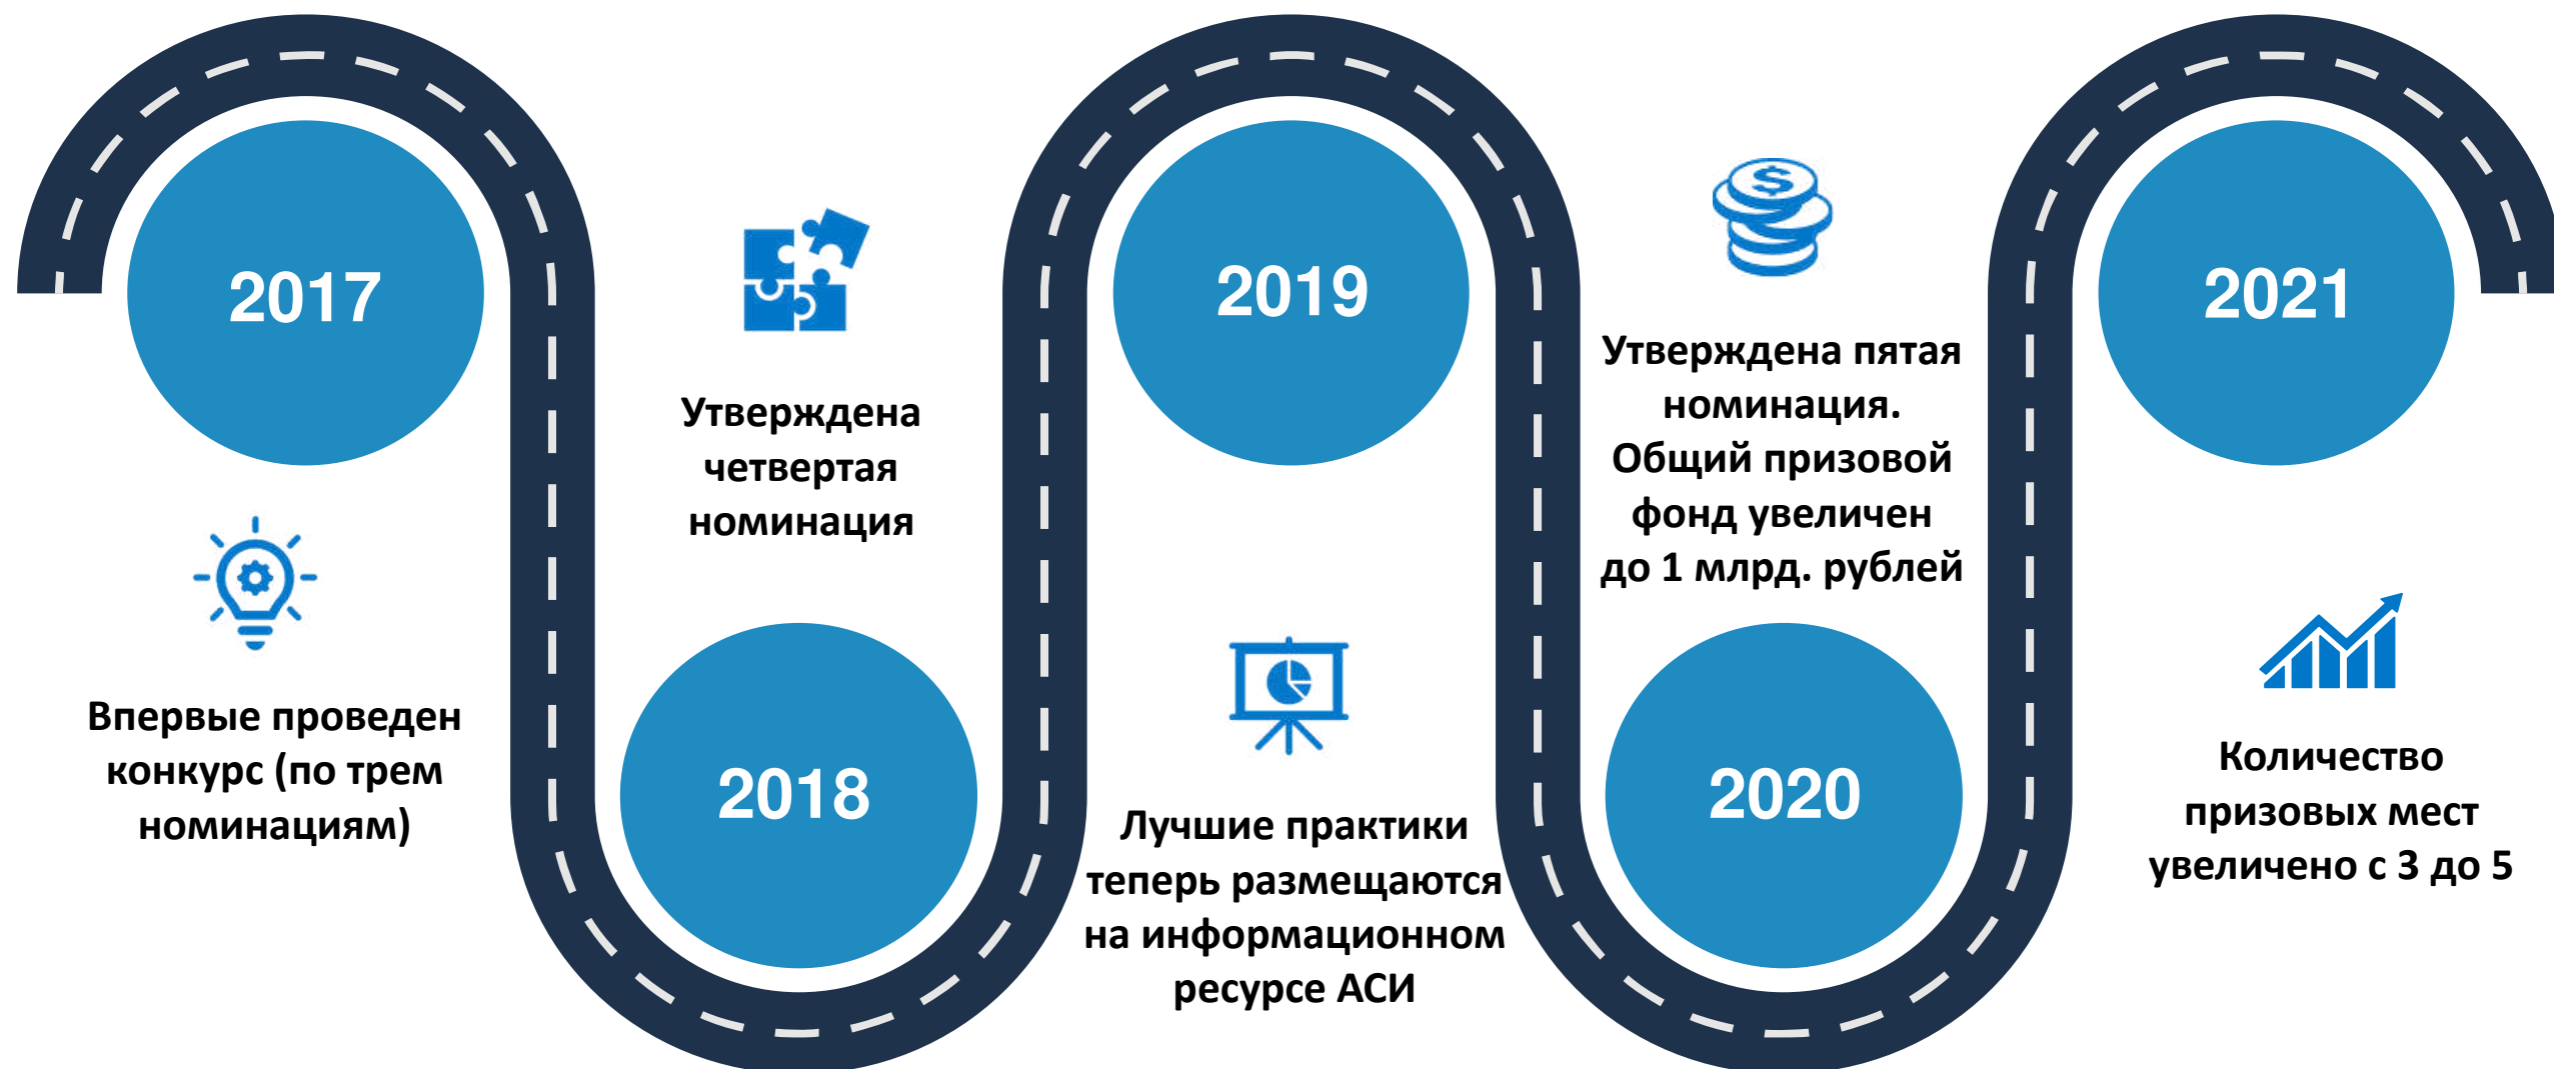 2017
Впервые проведен
конкурс (по трем
номинациям)
Утверждена
четвертая
номинация
2018
2019
Лучшие практики
теперь размещаются
на информационном
ресурсе АСИ
$
Утверждена пятая
номинация.
Общий призовой
фонд увеличен
до 1 млрд. рублей
2020
2021
Количество
призовых мест
увеличено с 3 до 5